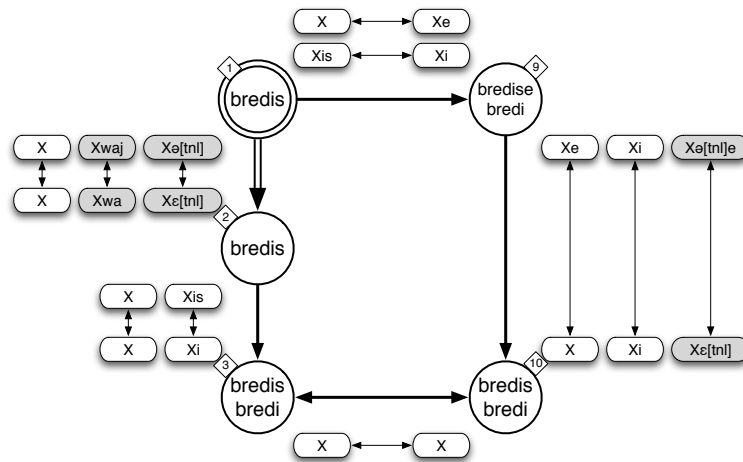 X Xe
Xis Xi
1
bredis
9
bredise
bredi
X Xwaj Xə[tnl]
X Xwa Xɛ[tnl]
Xe Xi Xə[tnl]e
2
bredis
X Xis
X Xi
X Xi Xɛ[tnl]
3
bredis
bredi
10
bredis
bredi
X X